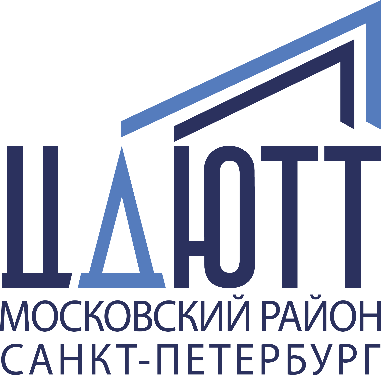 ЦДЮТТ
МОСКОВСКИЙ РАЙОН
САНКТ-ПЕТЕРБУРГ